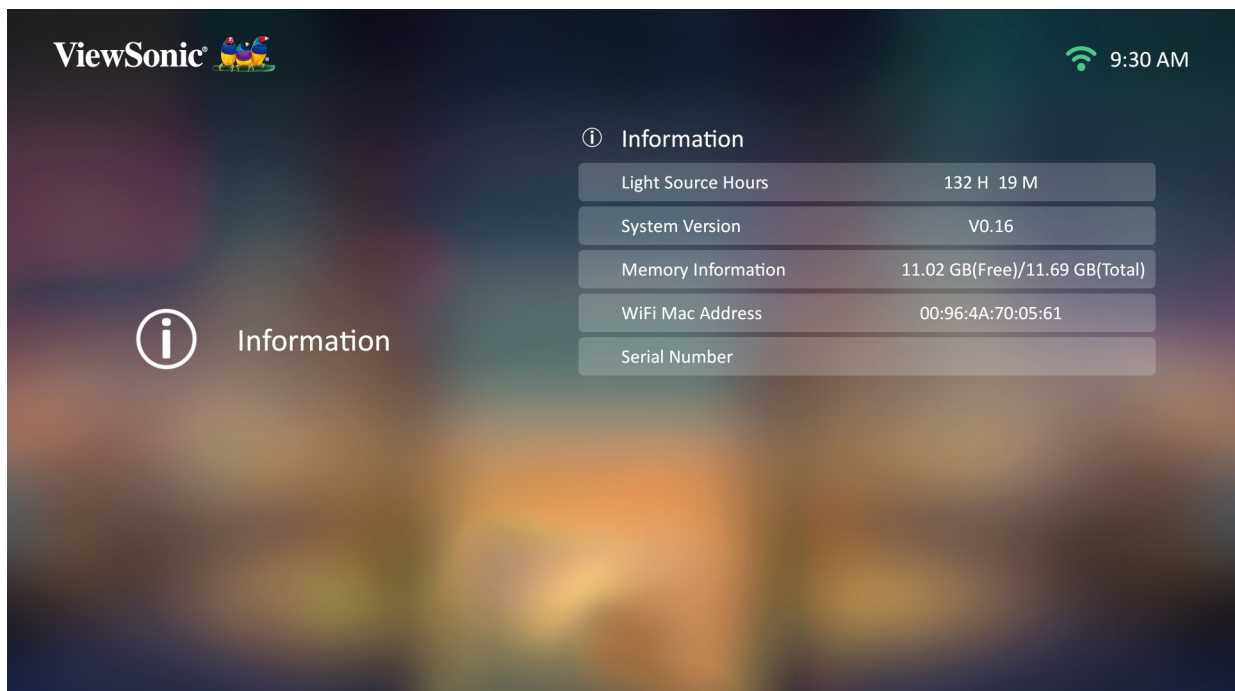 ViewSonic®
9:30 AM
Information
Information
Light Source Hours 132 H 19 M
System Version V0.16
Memory Information 11.02 GB(Free)/11.69 GB(Total)
WiFi Mac Address 00:96:4A:70:05:61
Serial Number